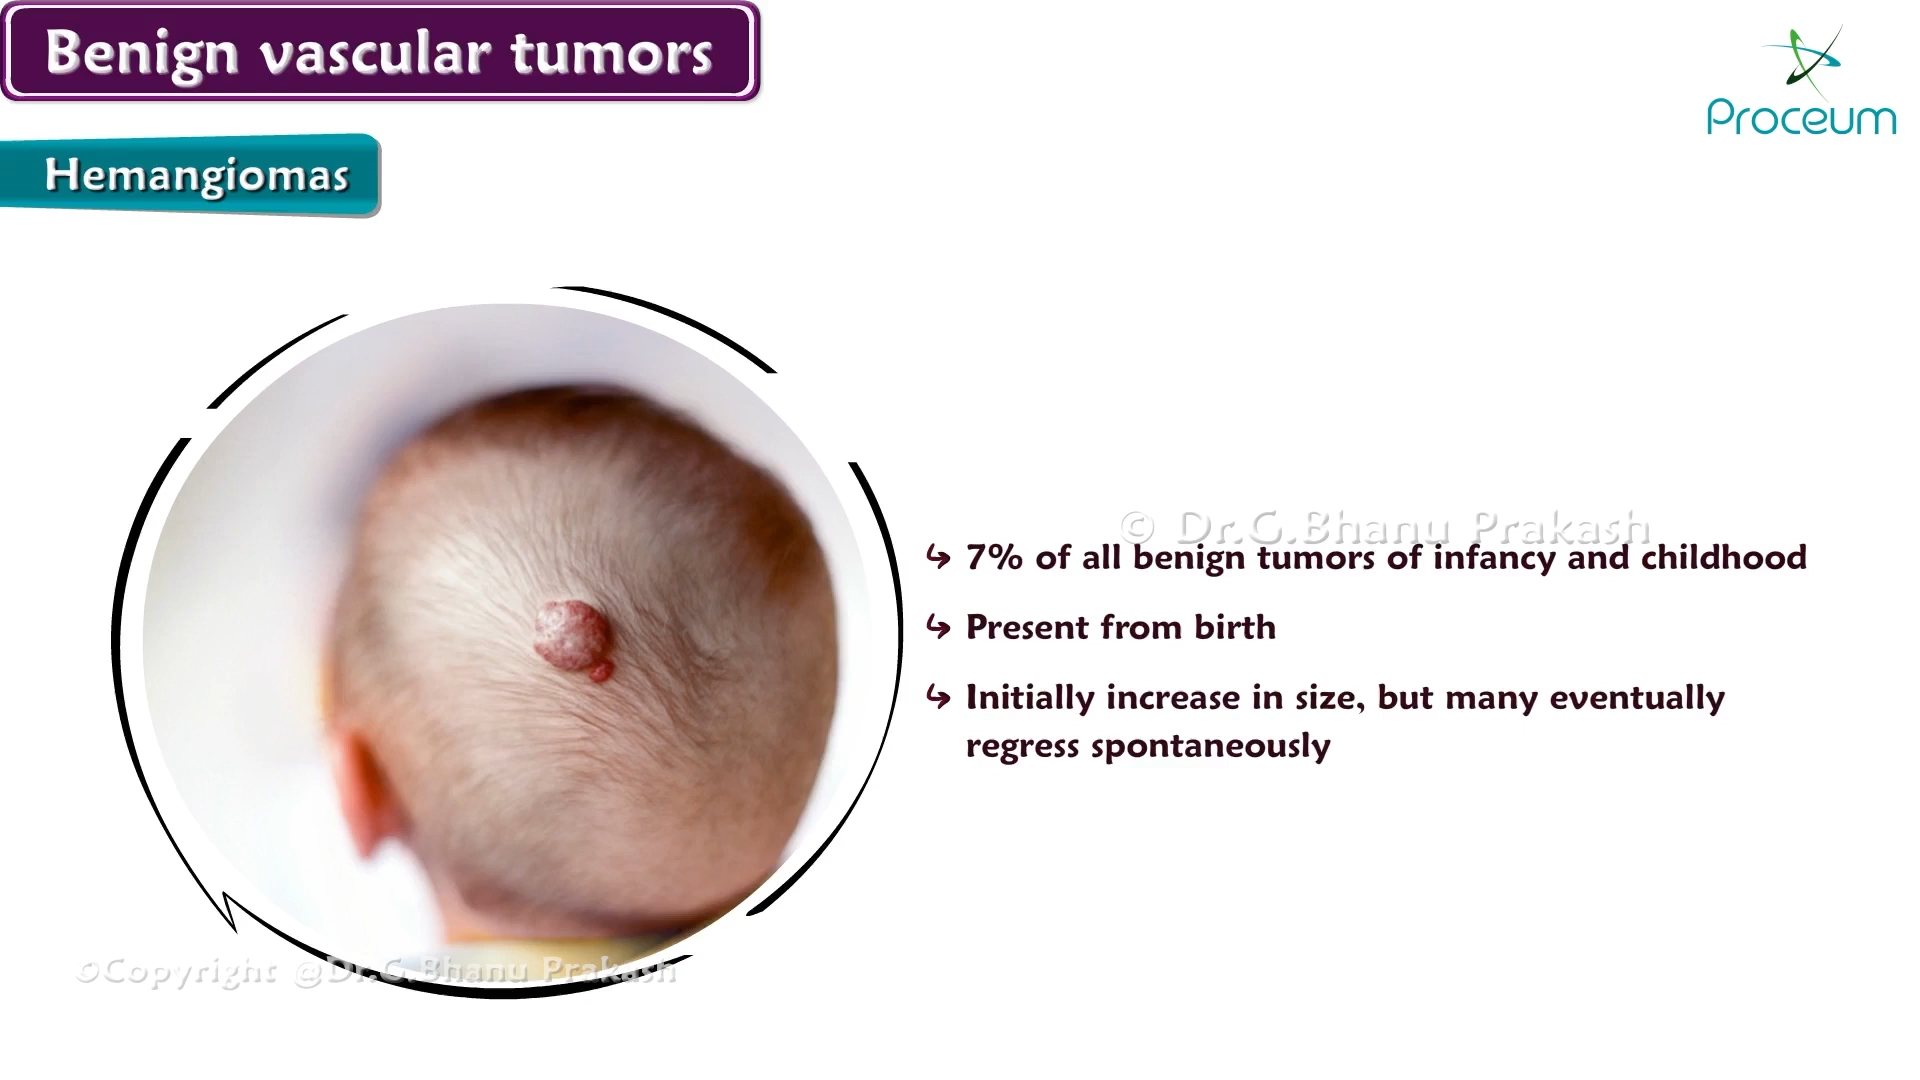 Benign vascular tumors
Proceum
Hemangiomas
© Dr.G.Bhanu Prakash
7% of all benign tumors of infancy and childhood
Present from birth
Initially increase in size, but many eventually
regress spontaneously
©Copyright @Dr.G.Bhanu Prakash